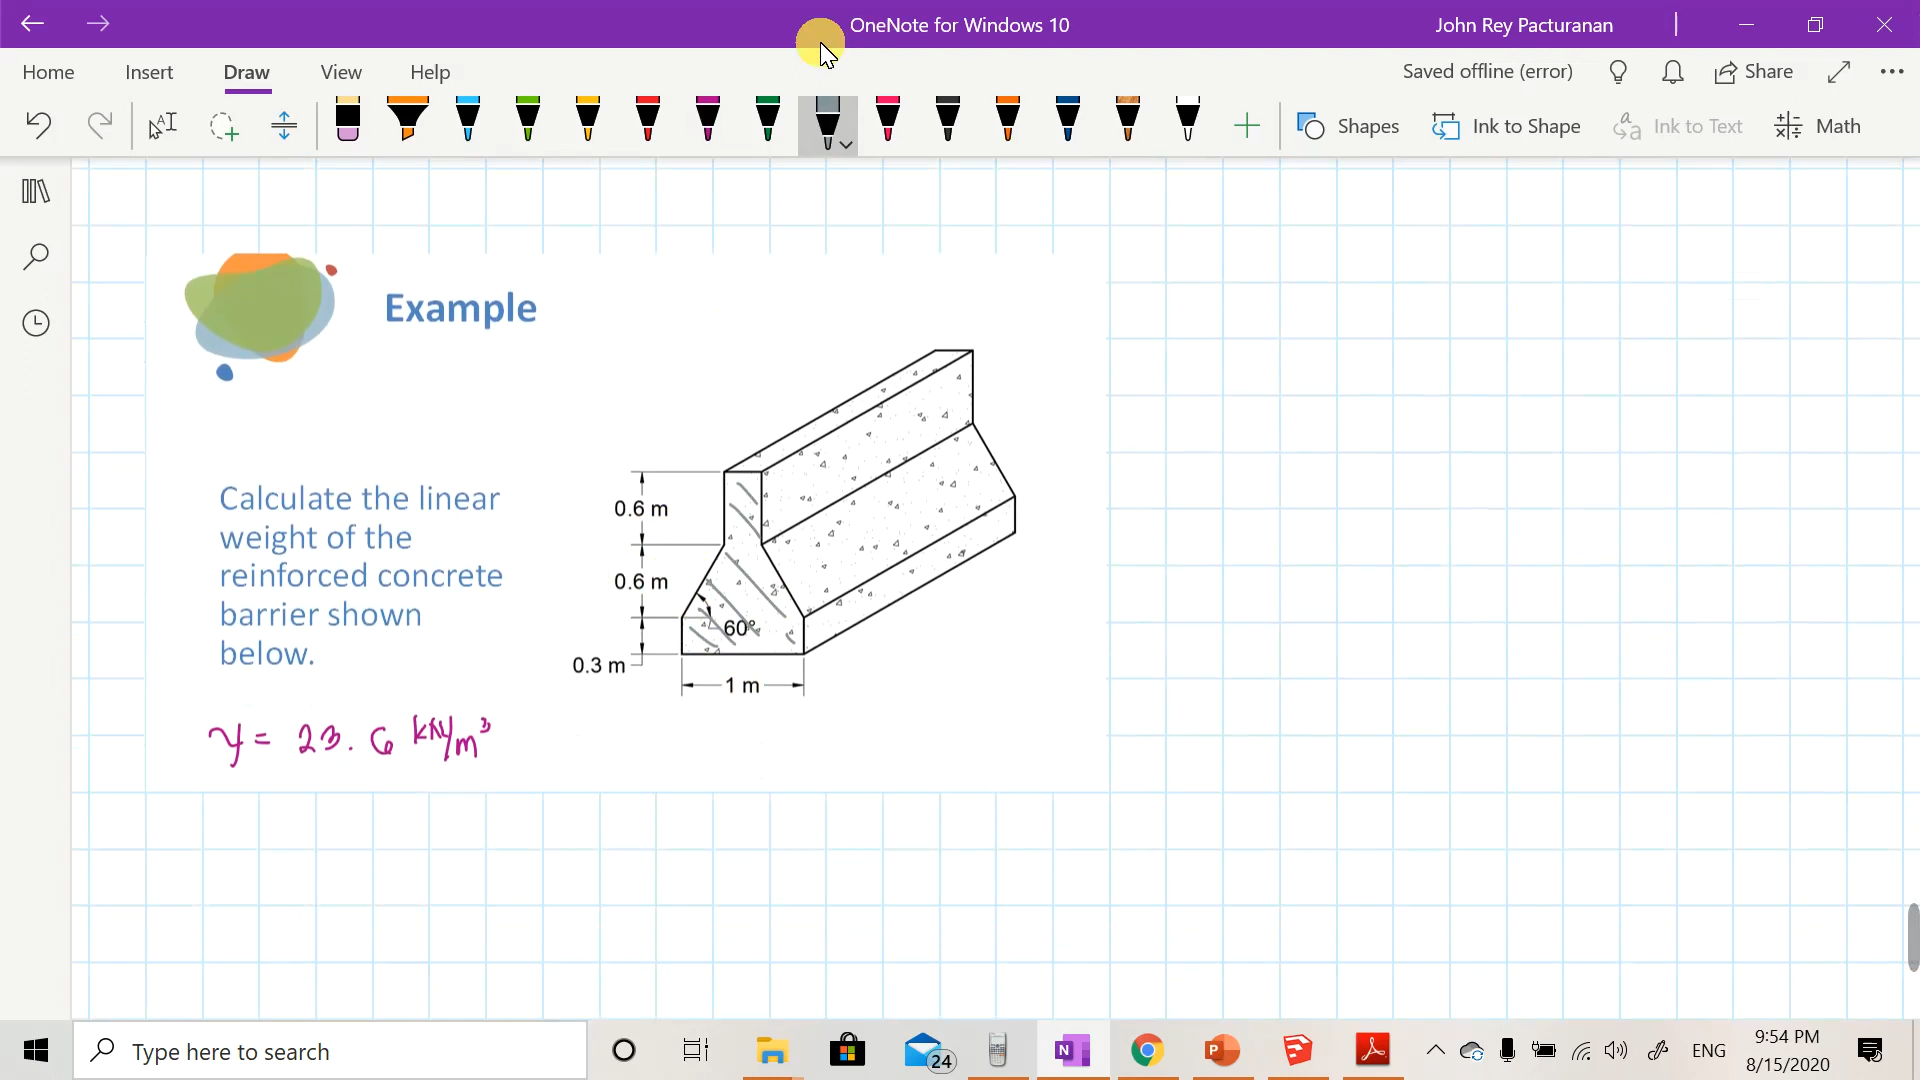 OneNote for Windows 10
John Rey Pacturanan
Home Insert Draw View Help
Saved offline (error) Share
Shapes Ink to Shape Ink to Text Math
Example
Calculate the linear
weight of the
reinforced concrete
barrier shown
below.
γ = 23.6 kN/m³
0.6 m
0.6 m
60°
0.3 m
1 m
Type here to search
24
ENG
9:54 PM
8/15/2020